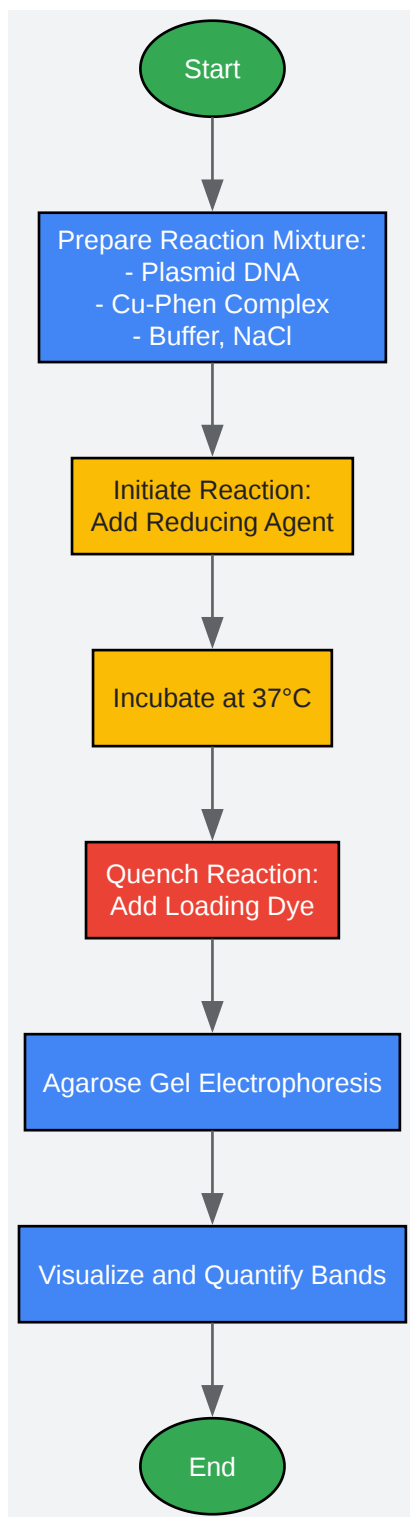 Start
Prepare Reaction Mixture:
- Plasmid DNA
- Cu-Phen Complex
- Buffer, NaCl
Initiate Reaction:
Add Reducing Agent
Incubate at 37°C
Quench Reaction:
Add Loading Dye
Agarose Gel Electrophoresis
Visualize and Quantify Bands
End